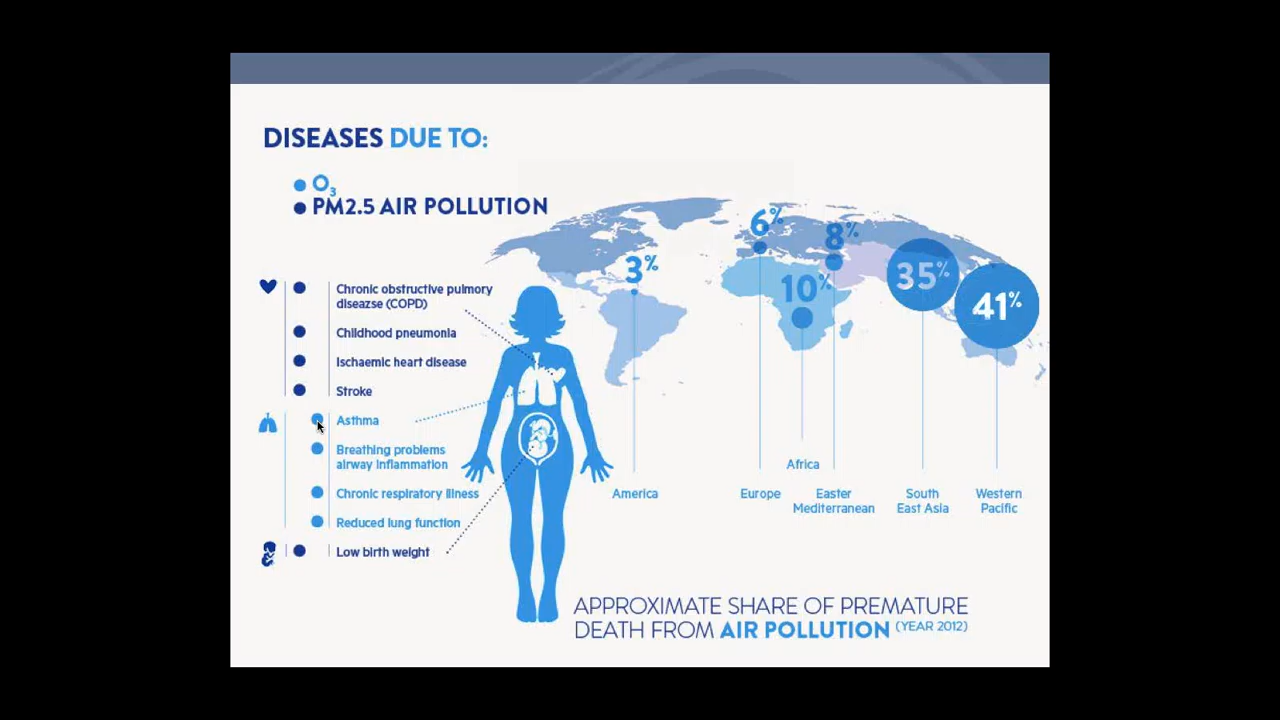 DISEASES DUE TO:
O3
PM2.5 AIR POLLUTION
Chronic obstructive pulmory
diseazse (COPD)
Childhood pneumonia
Ischaemic heart disease
Stroke
Asthma
Breathing problems
airway inflammation
Chronic respiratory illness
Reduced lung function
Low birth weight
3%
6%
8%
10%
35%
41%
Africa
America
Europe
Easter
Mediterranean
South
East Asia
Western
Pacific
APPROXIMATE SHARE OF PREMATURE
DEATH FROM AIR POLLUTION (YEAR 2012)